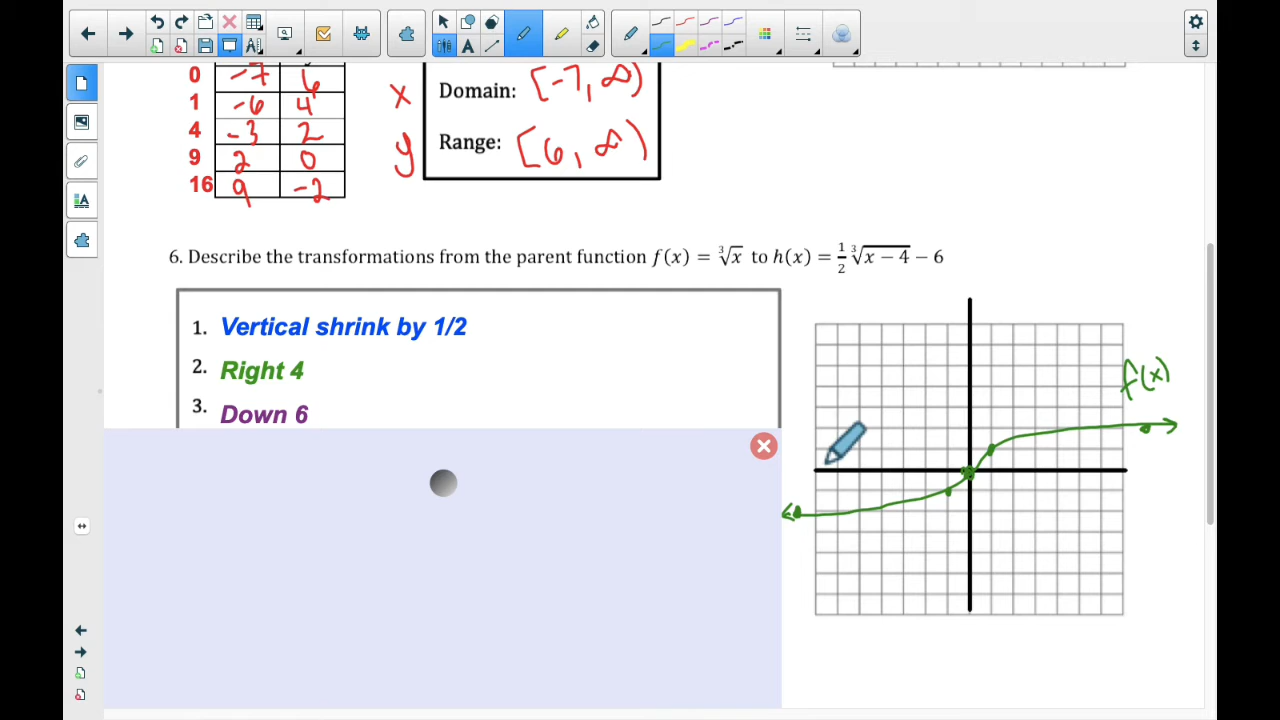 0 -7 6
1 -6 4
4 -3 2
9 2 0
16 9 -2
x Domain: [-7, ∞)
y Range: [6, ∞)
6. Describe the transformations from the parent function f(x) = ∛x to h(x) = 1/2 ∛(x − 4) − 6
1. Vertical shrink by 1/2
2. Right 4
3. Down 6
f(x)